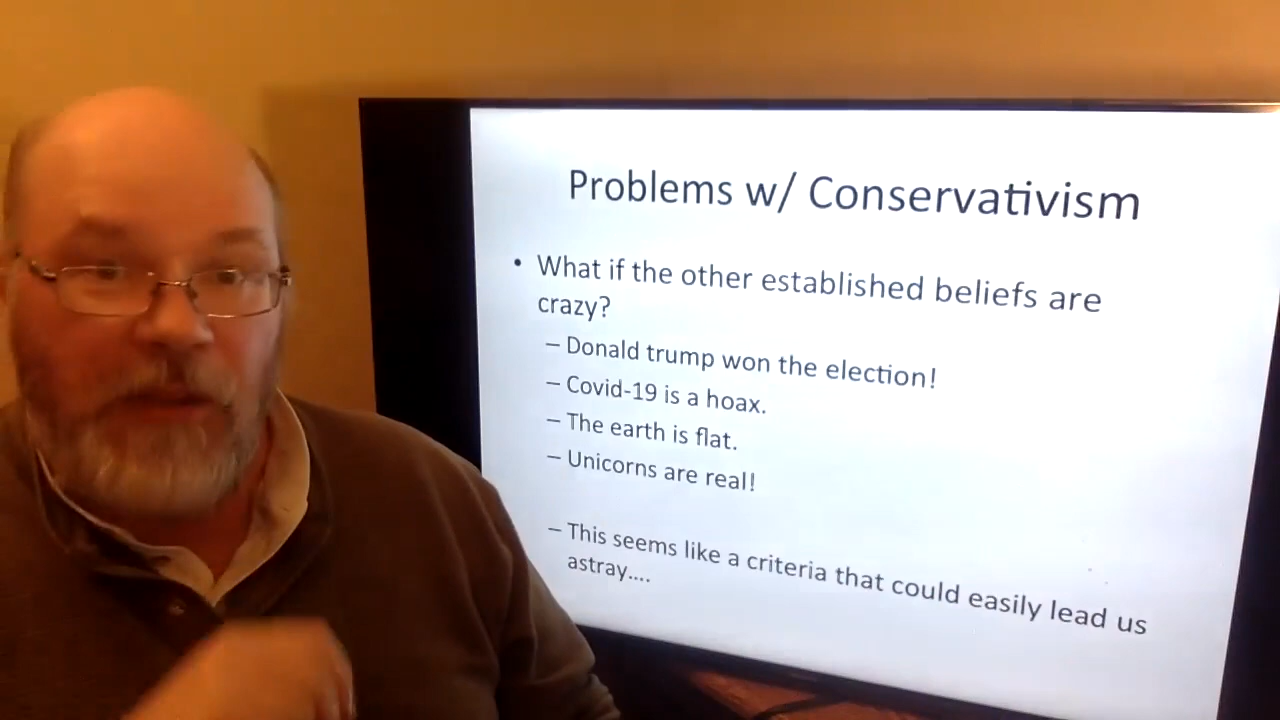 Problems w/ Conservativism
• What if the other established beliefs are
crazy?
– Donald trump won the election!
– Covid-19 is a hoax.
– The earth is flat.
– Unicorns are real!
– This seems like a criteria that could easily lead us
astray....